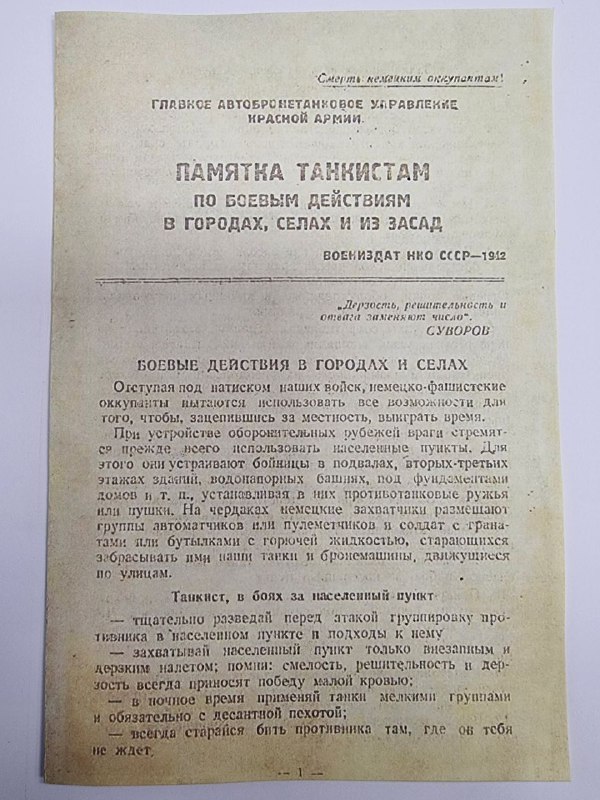 Смерть немецким оккупантам!
ГЛАВНОЕ АВТОБРОНЕТАНКОВОЕ УПРАВЛЕНИЕ
КРАСНОЙ АРМИИ
ПАМЯТКА ТАНКИСТАМ
ПО БОЕВЫМ ДЕЙСТВИЯМ
В ГОРОДАХ, СЕЛАХ И ИЗ ЗАСАД
ВОЕНИЗДАТ НКО СССР—1942
„Дерзость, решительность и
отвага заменяют число“.
СУВОРОВ
БОЕВЫЕ ДЕЙСТВИЯ В ГОРОДАХ И СЕЛАХ
Отступая под натиском наших войск, немецко-фашистские
оккупанты пытаются использовать все возможности для
того, чтобы, зацепившись за местность, выиграть время.
При устройстве оборонительных рубежей враги стремят-
ся прежде всего использовать населенные пункты. Для
этого они устраивают бойницы в подвалах, вторых-третьих
этажах зданий, водонапорных башнях, под фундаментами
домов и т. п., устанавливая в них противотанковые ружья
или пушки. На чердаках немецкие захватчики размещают
группы автоматчиков или пулеметчиков и солдат с грана-
тами или бутылками с горючей жидкостью, старающихся
забрасывать ими наши танки и бронемашины, движущиеся
по улицам.
Танкист, в боях за населенный пункт
— тщательно разведай перед атакой группировку про-
тивника в населенном пункте и подходы к нему
— захватывай населенный пункт только внезапным и
дерзким налетом; помни: смелость, решительность и дер-
зость всегда приносят победу малой кровью;
— в ночное время применяй танки мелкими группами
и обязательно с десантной пехотой;
— всегда старайся бить противника там, где он тебя
не ждет,
— 1 —